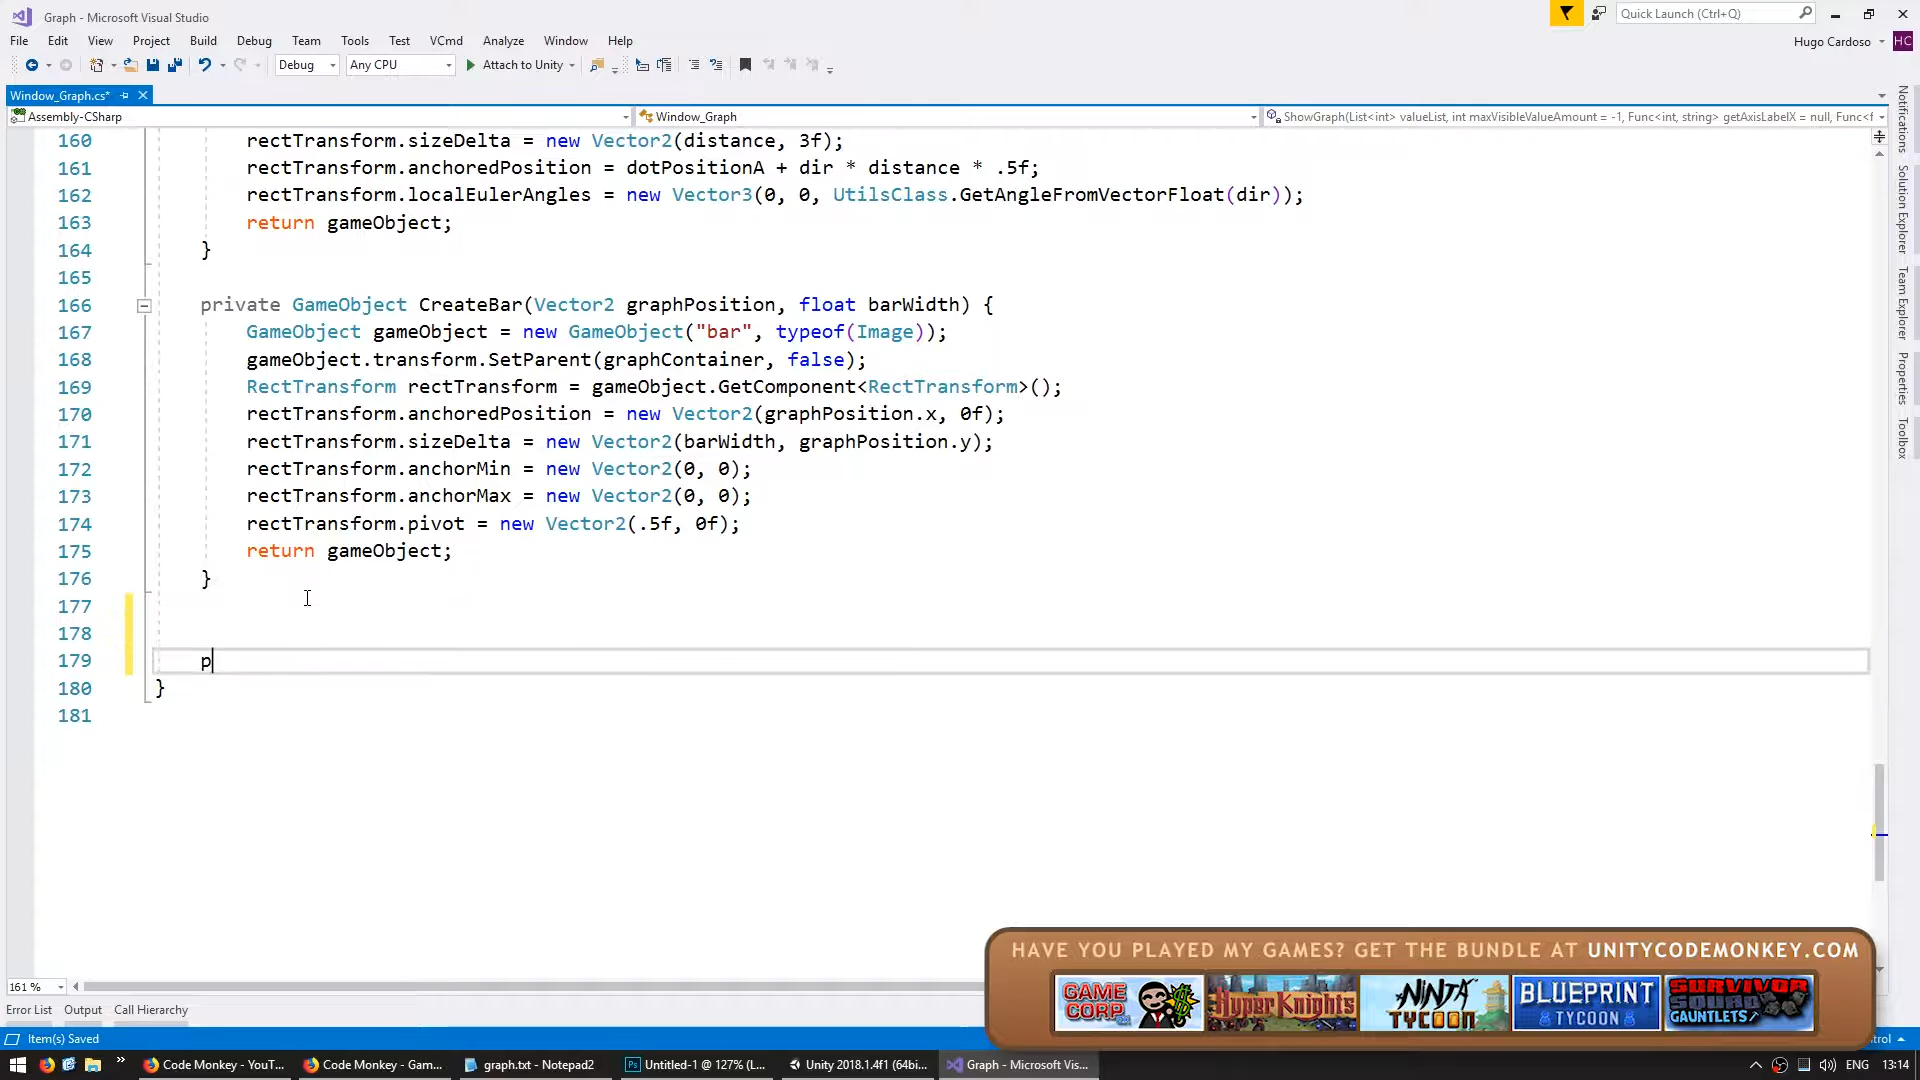 Graph - Microsoft Visual Studio
Quick Launch (Ctrl+Q)
File Edit View Project Build Debug Team Tools Test VCmd Analyze Window Help
Hugo Cardoso HC
Debug Any CPU Attach to Unity
Window_Graph.cs*
Assembly-CSharp Window_Graph ShowGraph(List<int> valueList, int maxVisibleValueAmount = -1, Func<int, string> getAxisLabelX = null, Func<f
160 rectTransform.sizeDelta = new Vector2(distance, 3f);
161 rectTransform.anchoredPosition = dotPositionA + dir * distance * .5f;
162 rectTransform.localEulerAngles = new Vector3(0, 0, UtilsClass.GetAngleFromVectorFloat(dir));
163 return gameObject;
164 }
165
166 private GameObject CreateBar(Vector2 graphPosition, float barWidth) {
167 GameObject gameObject = new GameObject("bar", typeof(Image));
168 gameObject.transform.SetParent(graphContainer, false);
169 RectTransform rectTransform = gameObject.GetComponent<RectTransform>();
170 rectTransform.anchoredPosition = new Vector2(graphPosition.x, 0f);
171 rectTransform.sizeDelta = new Vector2(barWidth, graphPosition.y);
172 rectTransform.anchorMin = new Vector2(0, 0);
173 rectTransform.anchorMax = new Vector2(0, 0);
174 rectTransform.pivot = new Vector2(.5f, 0f);
175 return gameObject;
176 }
177
178
179 p
180 }
181
Notifications
Solution Explorer
Team Explorer
Properties
Toolbox
HAVE YOU PLAYED MY GAMES? GET THE BUNDLE AT UNITYCODEMONKEY.COM
GAME CORP HYPER KNIGHTS NINJA TYCOON BLUEPRINT TYCOON SURVIVOR SQUAD GAUNTLETS
161 %
Error List Output Call Hierarchy
Item(s) Saved trol
Code Monkey - YouT... Code Monkey - Gam... graph.txt - Notepad2 Untitled-1 @ 127% (L... Unity 2018.1.4f1 (64bi... Graph - Microsoft Vis... ENG 13:14